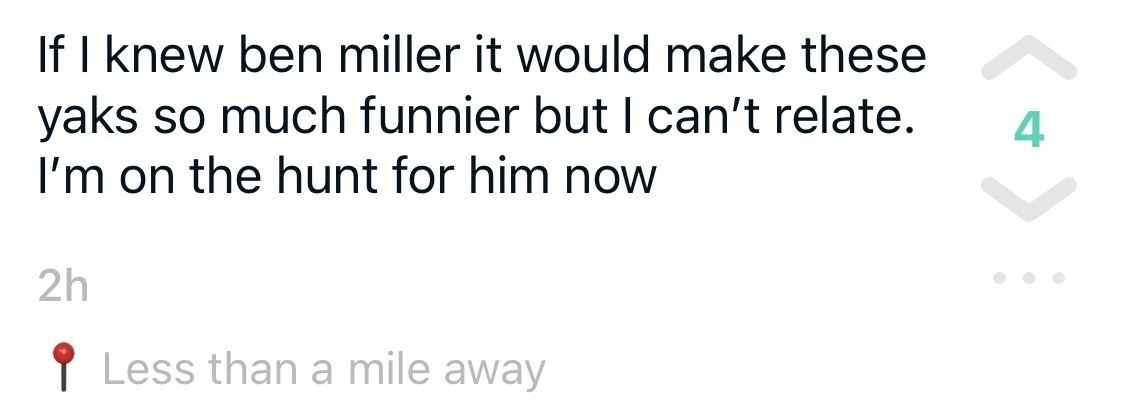 If I knew ben miller it would make these
yaks so much funnier but I can’t relate.
I’m on the hunt for him now
4
2h
Less than a mile away